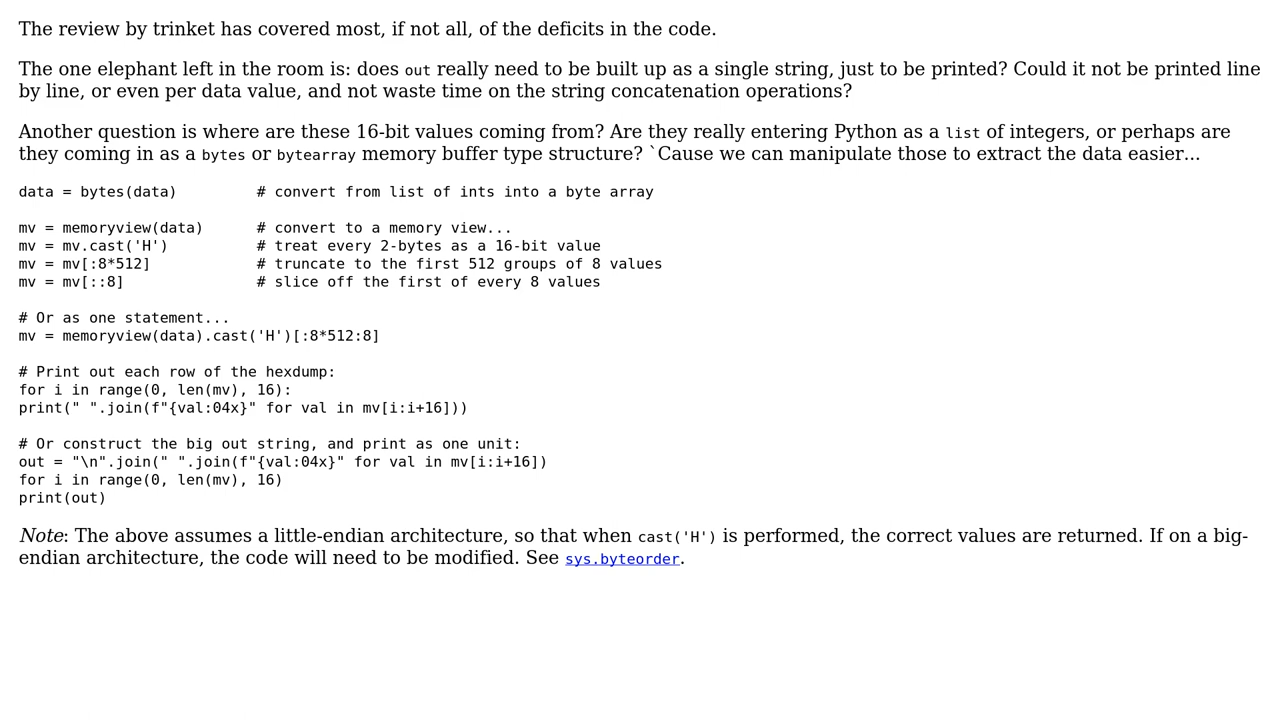 The review by trinket has covered most, if not all, of the deficits in the code.
The one elephant left in the room is: does out really need to be built up as a single string, just to be printed? Could it not be printed line
by line, or even per data value, and not waste time on the string concatenation operations?
Another question is where are these 16-bit values coming from? Are they really entering Python as a list of integers, or perhaps are
they coming in as a bytes or bytearray memory buffer type structure? `Cause we can manipulate those to extract the data easier...
data = bytes(data)         # convert from list of ints into a byte array
mv = memoryview(data)      # convert to a memory view...
mv = mv.cast('H')          # treat every 2-bytes as a 16-bit value
mv = mv[:8*512]            # truncate to the first 512 groups of 8 values
mv = mv[::8]               # slice off the first of every 8 values
# Or as one statement...
mv = memoryview(data).cast('H')[:8*512:8]
# Print out each row of the hexdump:
for i in range(0, len(mv), 16):
print(" ".join(f"{val:04x}" for val in mv[i:i+16]))
# Or construct the big out string, and print as one unit:
out = "\n".join(" ".join(f"{val:04x}" for val in mv[i:i+16])
for i in range(0, len(mv), 16)
print(out)
Note: The above assumes a little-endian architecture, so that when cast('H') is performed, the correct values are returned. If on a big-
endian architecture, the code will need to be modified. See sys.byteorder.